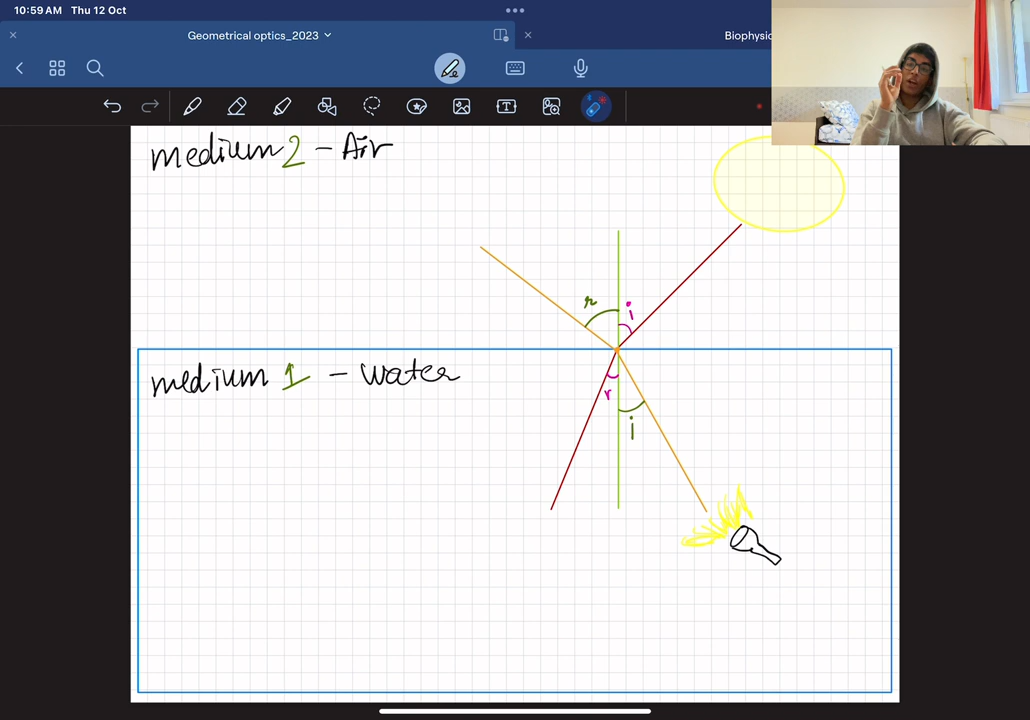 10:59 AM Thu 12 Oct
Geometrical optics_2023
Biophysic
medium 2 - Air
r
i
medium 1 - water
r
i